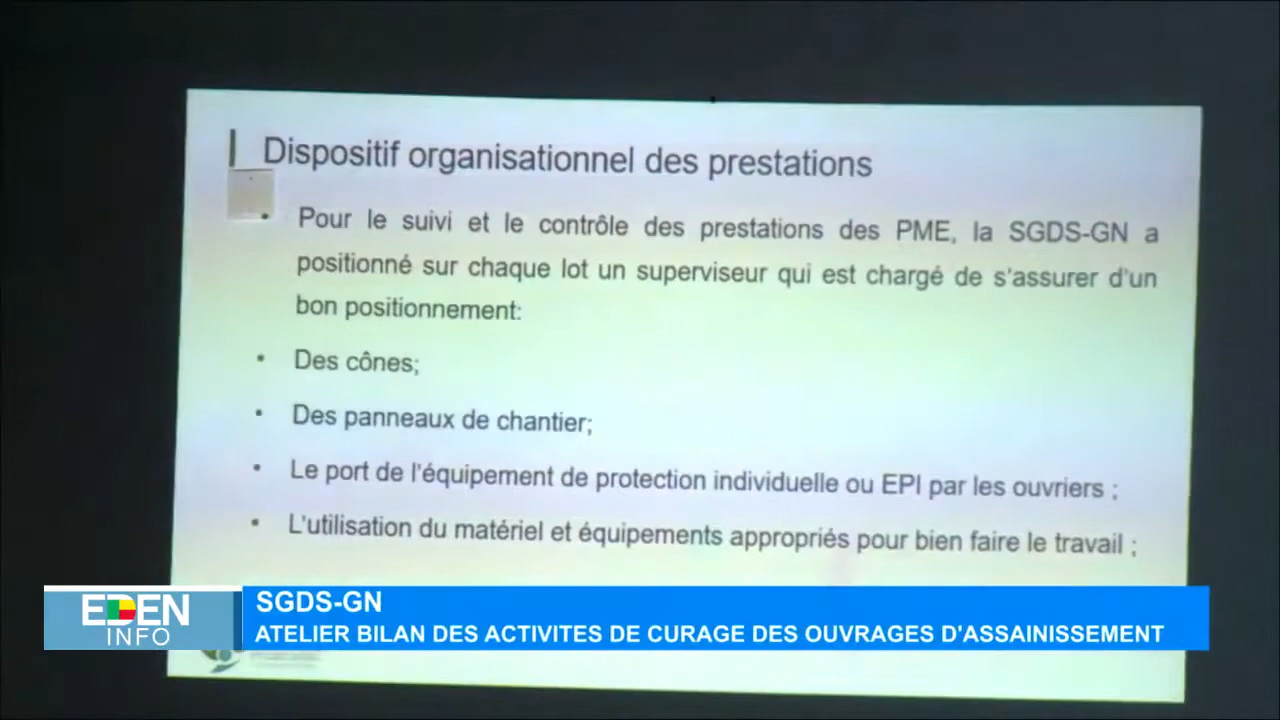 Dispositif organisationnel des prestations
• Pour le suivi et le contrôle des prestations des PME, la SGDS-GN a
positionné sur chaque lot un superviseur qui est chargé de s'assurer d'un
bon positionnement:
• Des cônes;
• Des panneaux de chantier;
• Le port de l'équipement de protection individuelle ou EPI par les ouvriers ;
• L'utilisation du matériel et équipements appropriés pour bien faire le travail ;
EDEN
INFO
SGDS-GN
ATELIER BILAN DES ACTIVITES DE CURAGE DES OUVRAGES D'ASSAINISSEMENT